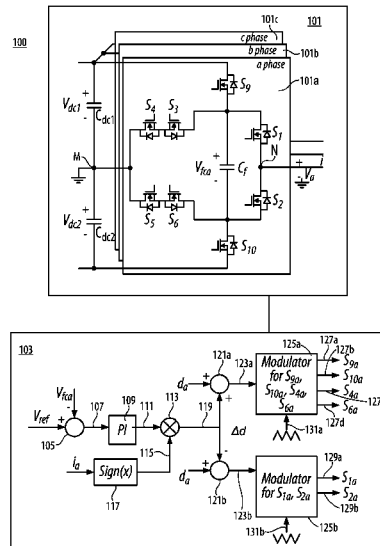 100
101
101c
c phase
101b
b phase
a phase
101a
S9
S4 S3
S1
Vdc1 + - Cdc1
M
Vfca + - Cf
N
i
+ Va -
S2
S5 S6
Vdc2 + - Cdc2
S10
103
Vfca
Vref
107
109
111
113
105
PI
119
115
ia
Sign(x)
117
121a
da
123a
Δd
da
121b
123b
125a
Modulator for S9a, S10a, S4a, S6a
127a
127b
S9a
S10a
S4a
S6a
127d
131a
Modulator for S1a, S2a
129a
S1a
S2a
129b
131b
125b